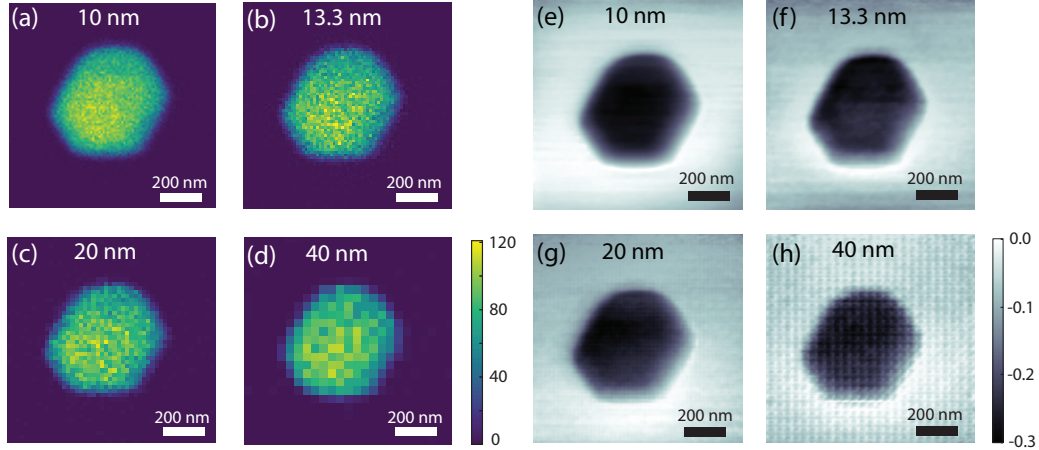 (a) 10 nm
200 nm
(b) 13.3 nm
200 nm
(e) 10 nm
200 nm
(f) 13.3 nm
200 nm
(c) 20 nm
200 nm
(d) 40 nm
200 nm
120
80
40
0
(g) 20 nm
200 nm
(h) 40 nm
200 nm
0.0
-0.1
-0.2
-0.3